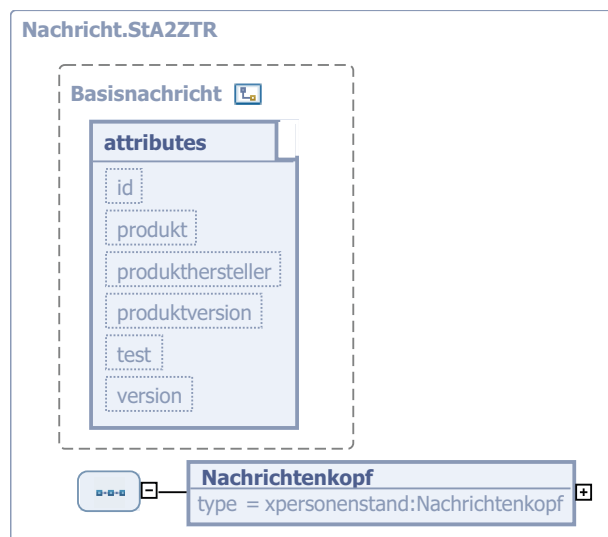 Nachricht.StA2ZTR
Basisnachricht
attributes
id
produkt
produkthersteller
produktversion
test
version
Nachrichtenkopf
type = xpersonenstand:Nachrichtenkopf